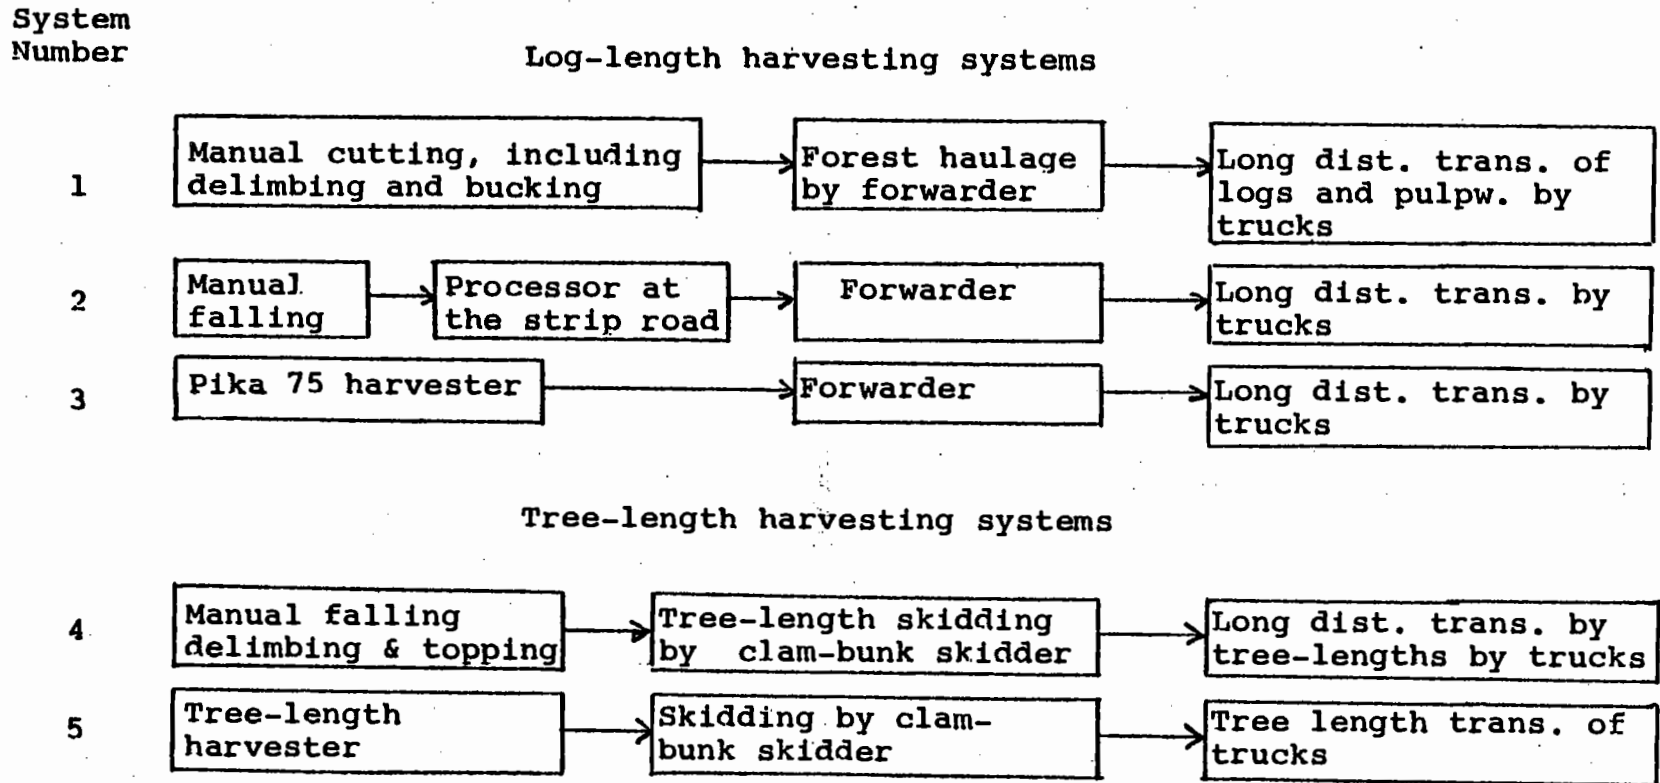 System
Number
Log-length harvesting systems
1
Manual cutting, including
delimbing and bucking
Forest haulage
by forwarder
Long dist. trans. of
logs and pulpw. by
trucks
2
Manual
falling
Processor at
the strip road
Forwarder
Long dist. trans. by
trucks
3
Pika 75 harvester
Forwarder
Long dist. trans. by
trucks
Tree-length harvesting systems
4
Manual falling
delimbing & topping
Tree-length skidding
by clam-bunk skidder
Long dist. trans. by
tree-lengths by trucks
5
Tree-length
harvester
Skidding by clam-
bunk skidder
Tree length trans. of
trucks